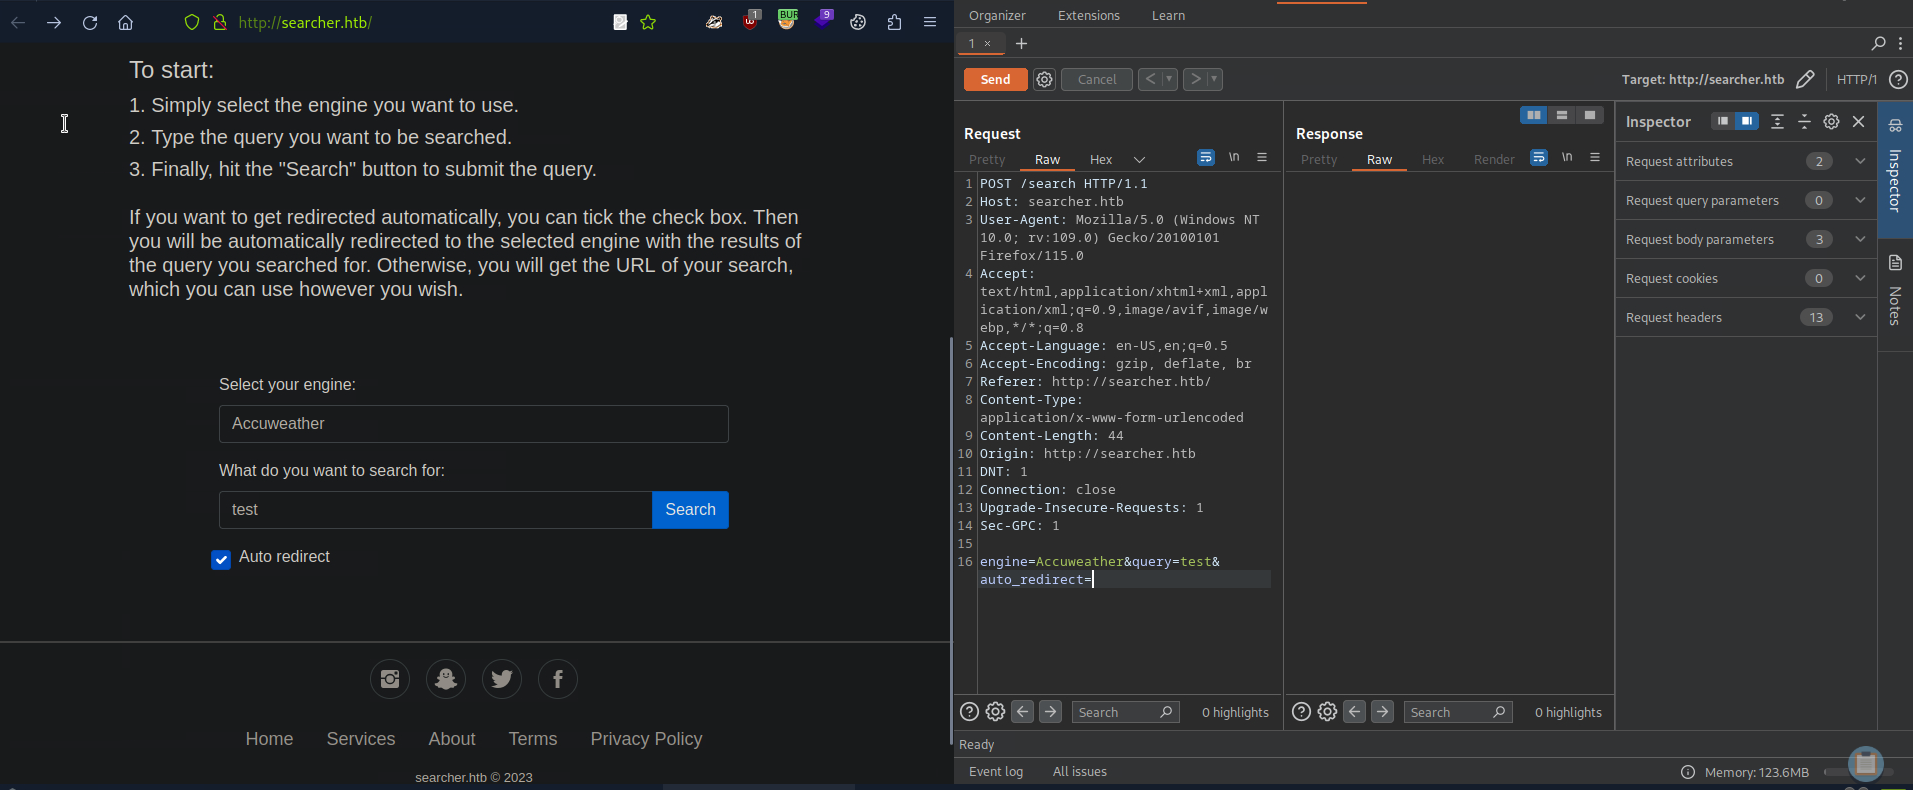 http://searcher.htb/
1
BUR
9
To start:
1. Simply select the engine you want to use.
2. Type the query you want to be searched.
3. Finally, hit the "Search" button to submit the query.
If you want to get redirected automatically, you can tick the check box. Then
you will be automatically redirected to the selected engine with the results of
the query you searched for. Otherwise, you will get the URL of your search,
which you can use however you wish.
Select your engine:
Accuweather
What do you want to search for:
test
Search
Auto redirect
Home Services About Terms Privacy Policy
searcher.htb © 2023
Organizer Extensions Learn
1 × +
Send Cancel < >
Target: http://searcher.htb HTTP/1
Request
Pretty Raw Hex \n
1 POST /search HTTP/1.1
2 Host: searcher.htb
3 User-Agent: Mozilla/5.0 (Windows NT
10.0; rv:109.0) Gecko/20100101
Firefox/115.0
4 Accept:
text/html,application/xhtml+xml,appl
ication/xml;q=0.9,image/avif,image/w
ebp,*/*;q=0.8
5 Accept-Language: en-US,en;q=0.5
6 Accept-Encoding: gzip, deflate, br
7 Referer: http://searcher.htb/
8 Content-Type:
application/x-www-form-urlencoded
9 Content-Length: 44
10 Origin: http://searcher.htb
11 DNT: 1
12 Connection: close
13 Upgrade-Insecure-Requests: 1
14 Sec-GPC: 1
15
16 engine=Accuweather&query=test&
auto_redirect=
Search 0 highlights
Response
Pretty Raw Hex Render \n
Search 0 highlights
Inspector
Request attributes 2
Request query parameters 0
Request body parameters 3
Request cookies 0
Request headers 13
Inspector
Notes
Ready
Event log All issues
Memory: 123.6MB